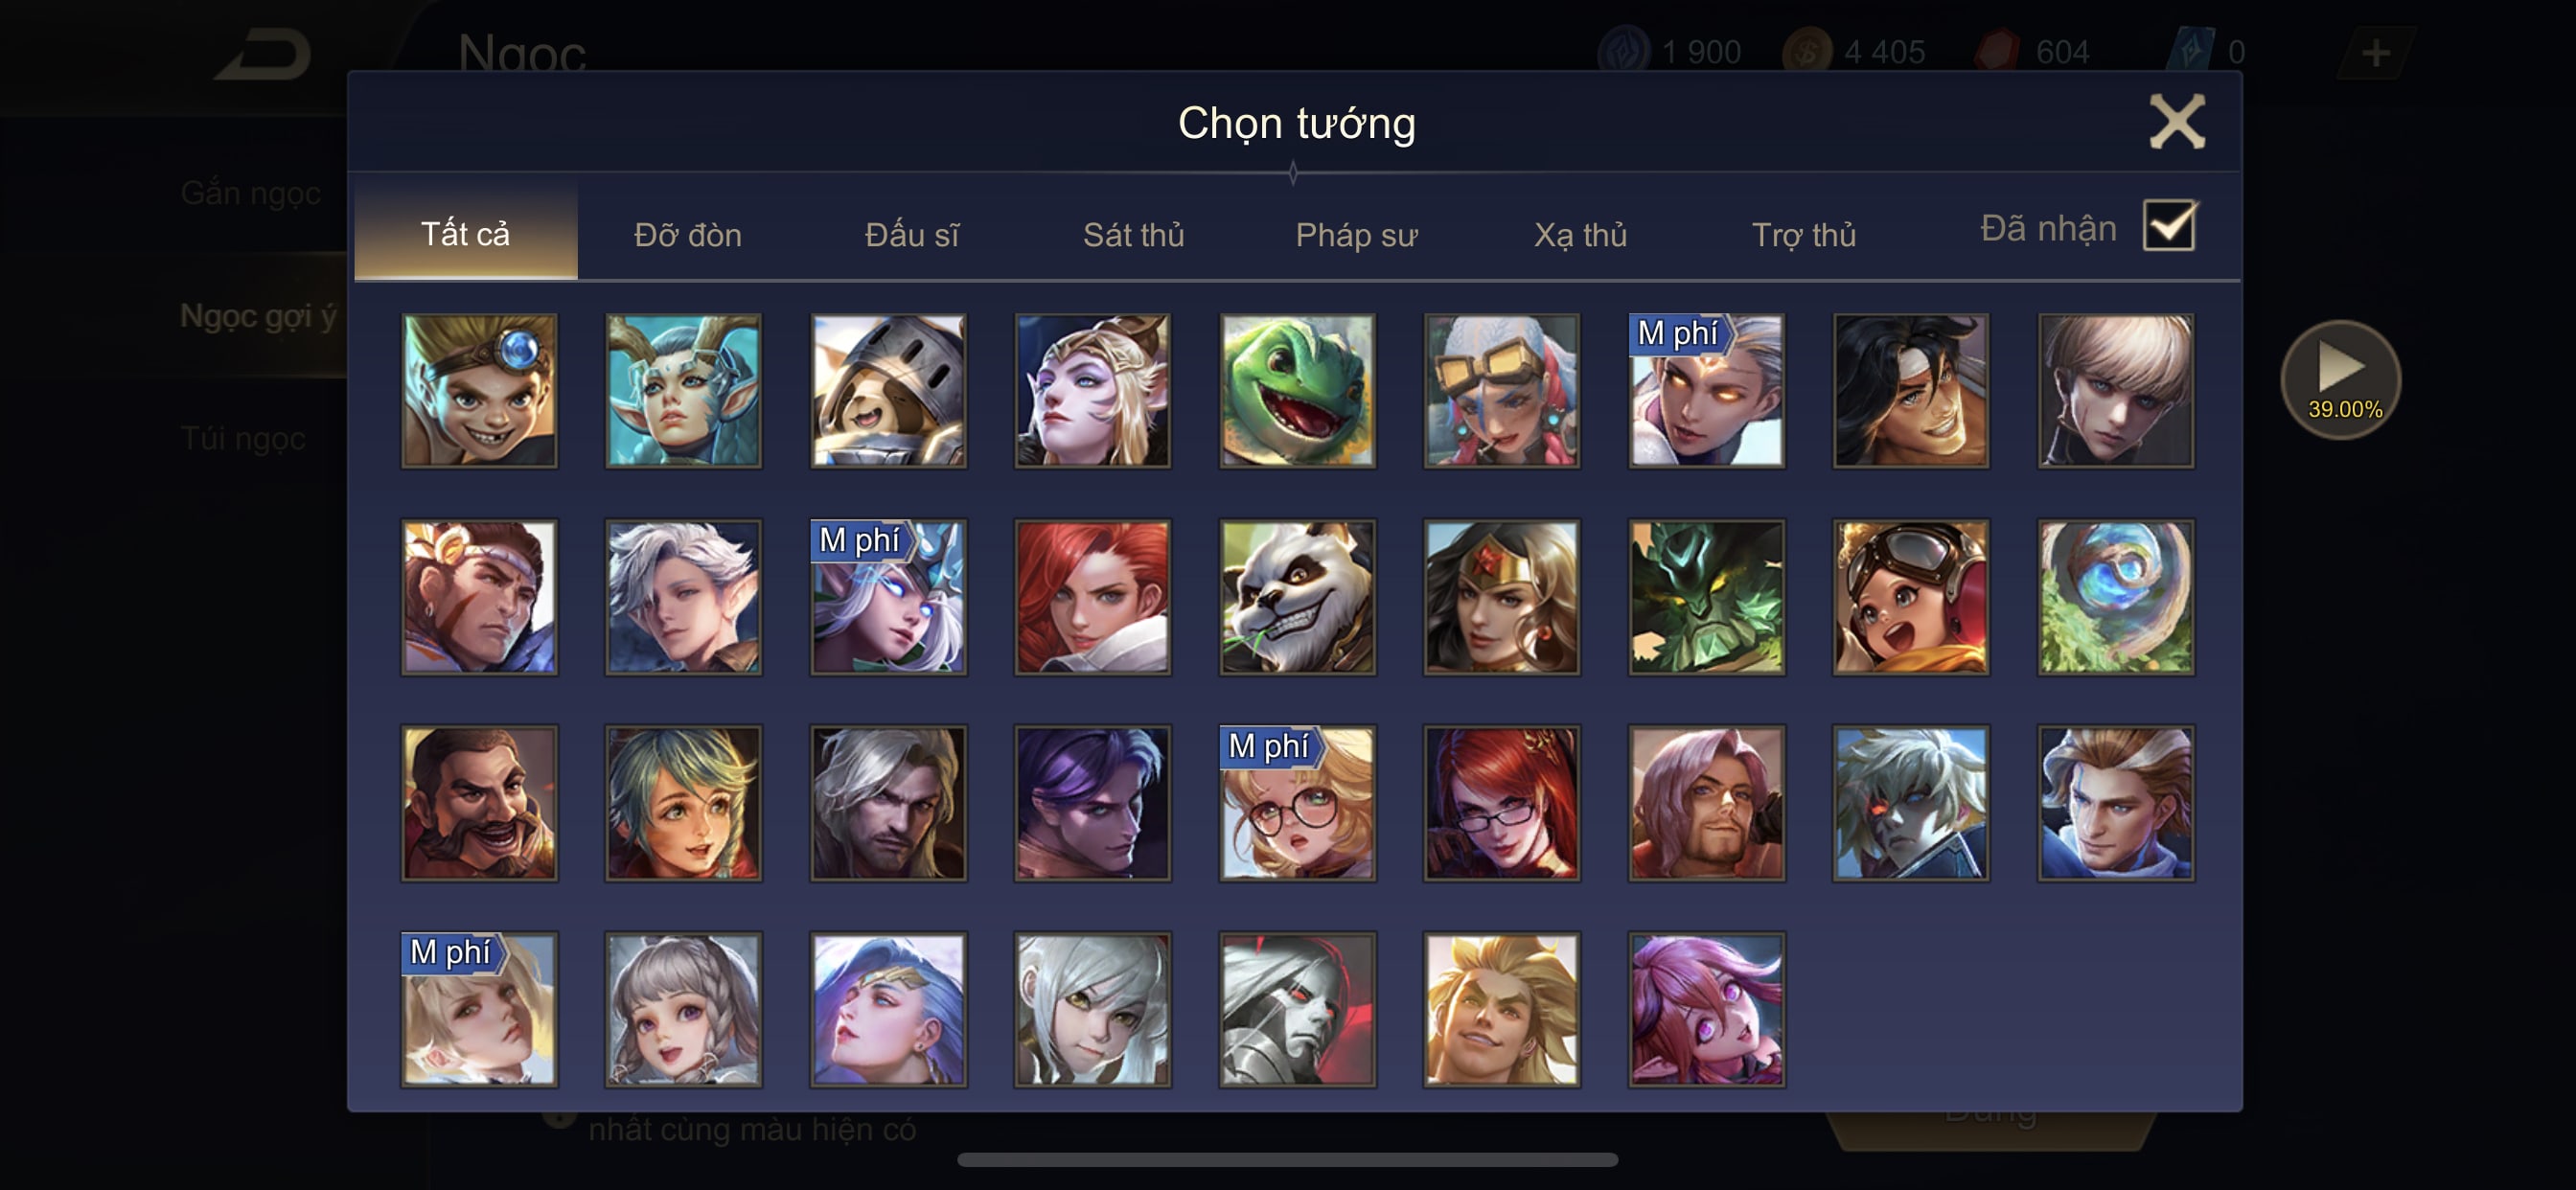 Ngọc
1 900
4 405
604
0
Chọn tướng
Gắn ngọc
Ngọc gợi ý
Túi ngọc
Tất cả
Đỡ đòn
Đấu sĩ
Sát thủ
Pháp sư
Xạ thủ
Trợ thủ
Đã nhận
M phí
39.00%
M phí
M phí
M phí
nhất cùng màu hiện có
Dùng